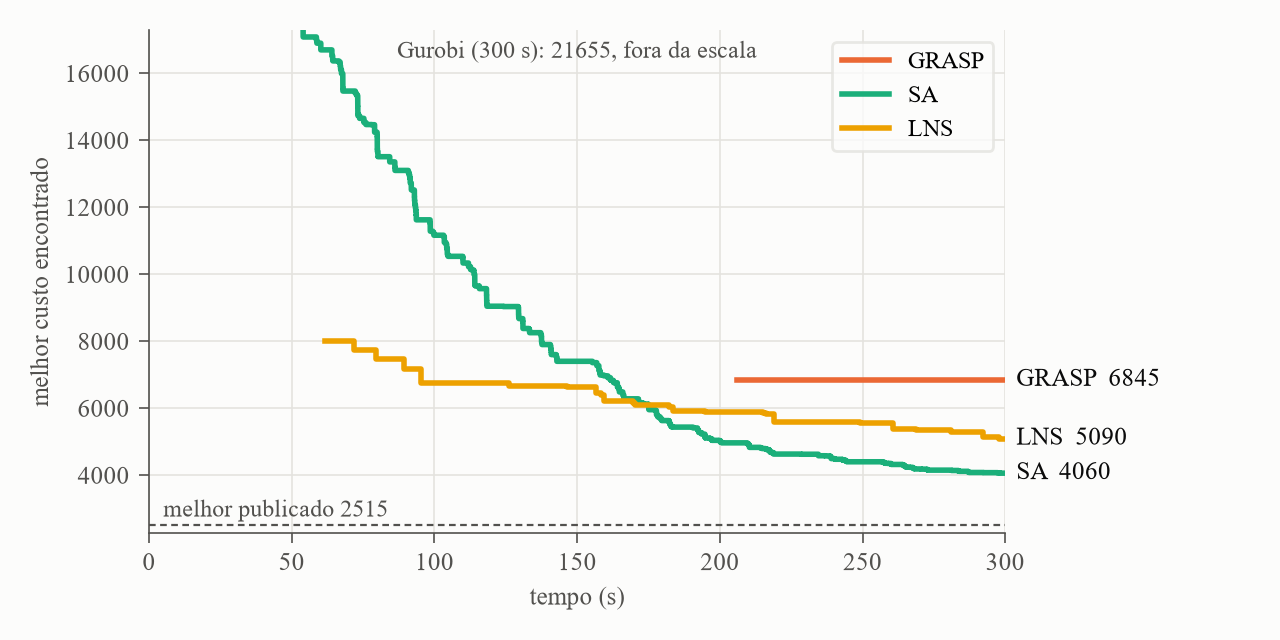 Gurobi (300 s): 21655, fora da escala
GRASP
SA
LNS
melhor custo encontrado
16000
14000
12000
10000
8000
6000
4000
GRASP 6845
LNS 5090
SA 4060
melhor publicado 2515
0 50 100 150 200 250 300
tempo (s)